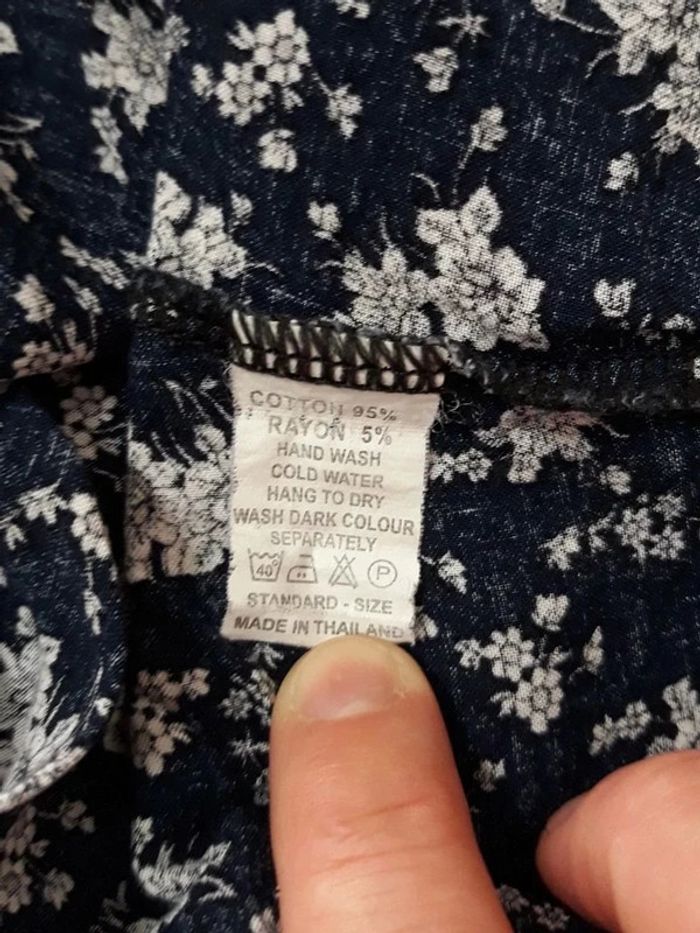 COTTON 95%
RAYON 5%
HAND WASH
COLD WATER
HANG TO DRY
WASH DARK COLOUR
SEPARATELY
40° P
STANDARD - SIZE
MADE IN THAILAND